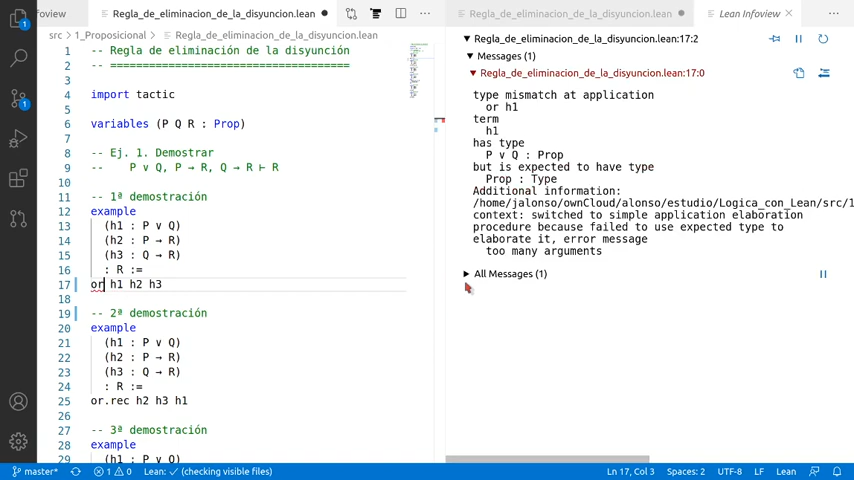 Infoview
Regla_de_eliminacion_de_la_disyuncion.lean
Regla_de_eliminacion_de_la_disyuncion.lean
Lean Infoview
src > 1_Proposicional > Regla_de_eliminacion_de_la_disyuncion.lean
1 -- Regla de eliminación de la disyunción
2 -- =====================================
3
4 import tactic
5
6 variables (P Q R : Prop)
7
8 -- Ej. 1. Demostrar
9 --    P ∨ Q, P → R, Q → R ⊢ R
10
11 -- 1ª demostración
12 example
13   (h1 : P ∨ Q)
14   (h2 : P → R)
15   (h3 : Q → R)
16   : R :=
17 or h1 h2 h3
18
19 -- 2ª demostración
20 example
21   (h1 : P ∨ Q)
22   (h2 : P → R)
23   (h3 : Q → R)
24   : R :=
25 or.rec h2 h3 h1
26
27 -- 3ª demostración
28 example
29   (h1 : P ∨ Q)
Regla_de_eliminacion_de_la_disyuncion.lean:17:2
Messages (1)
Regla_de_eliminacion_de_la_disyuncion.lean:17:0
type mismatch at application
  or h1
term
  h1
has type
  P ∨ Q : Prop
but is expected to have type
  Prop : Type
Additional information:
/home/jalonso/ownCloud/alonso/estudio/Logica_con_Lean/src/1
context: switched to simple application elaboration
procedure because failed to use expected type to
elaborate it, error message
  too many arguments
All Messages (1)
1
1
master*
1 0
Lean: ✓ (checking visible files)
Ln 17, Col 3
Spaces: 2
UTF-8
LF
Lean